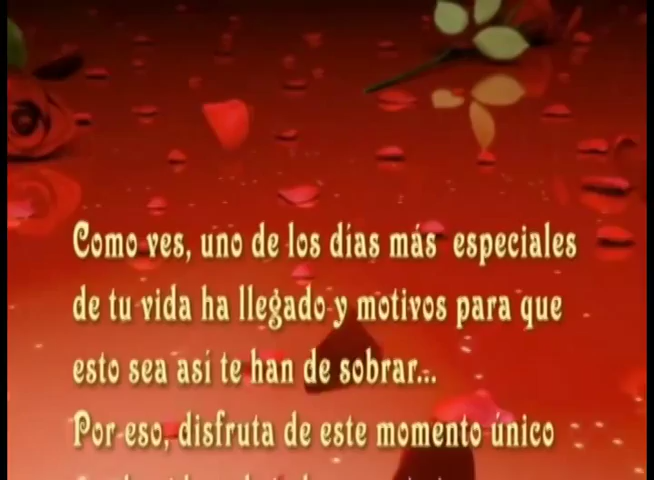 Como ves, uno de los días más especiales
de tu vida ha llegado y motivos para que
esto sea así te han de sobrar...
Por eso, disfruta de este momento único